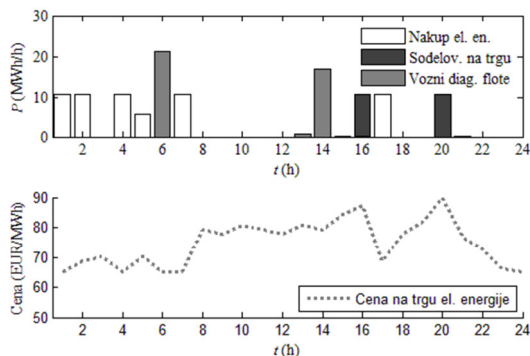 30
20
10
0
P (MWh/h)
Nakup el. en.
Sodelov. na trgu
Vozni diag. flote
2 4 6 8 10 12 14 16 18 20 22 24
t (h)
90
80
70
60
50
Cena (EUR/MWh)
Cena na trgu el. energije
2 4 6 8 10 12 14 16 18 20 22 24
t (h)